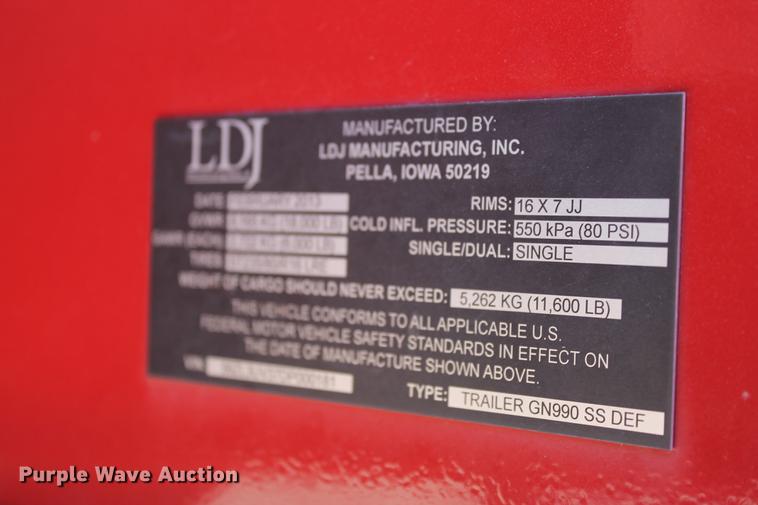 LDJ
MANUFACTURED BY:
LDJ MANUFACTURING, INC.
PELLA, IOWA 50219
DATE FEBRUARY 2013
GVWR
RIMS: 16 X 7 JJ
COLD INFL. PRESSURE: 550 kPa (80 PSI)
GAWR (EACH)
SINGLE/DUAL: SINGLE
TIRES
WEIGHT OF CARGO SHOULD NEVER EXCEED: 5,262 KG (11,600 LB)
THIS VEHICLE CONFORMS TO ALL APPLICABLE U.S.
FEDERAL MOTOR VEHICLE SAFETY STANDARDS IN EFFECT ON
THE DATE OF MANUFACTURE SHOWN ABOVE.
VIN:
TYPE: TRAILER GN990 SS DEF
Purple Wave Auction